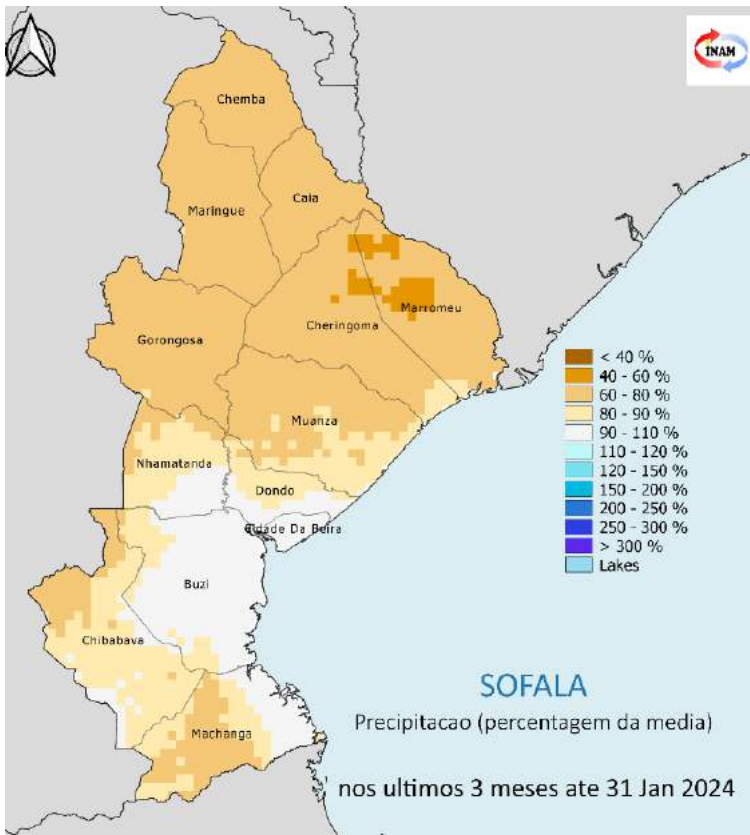 INAM
Chemba
Caia
Maringue
Marromeu
Cheringoma
Gorongosa
Muanza
Nhamatanda
Dondo
Cidade Da Beira
Buzi
Chibabava
Machanga
< 40 %
40 - 60 %
60 - 80 %
80 - 90 %
90 - 110 %
110 - 120 %
120 - 150 %
150 - 200 %
200 - 250 %
250 - 300 %
> 300 %
Lakes
SOFALA
Precipitacao (percentagem da media)
nos ultimos 3 meses ate 31 Jan 2024